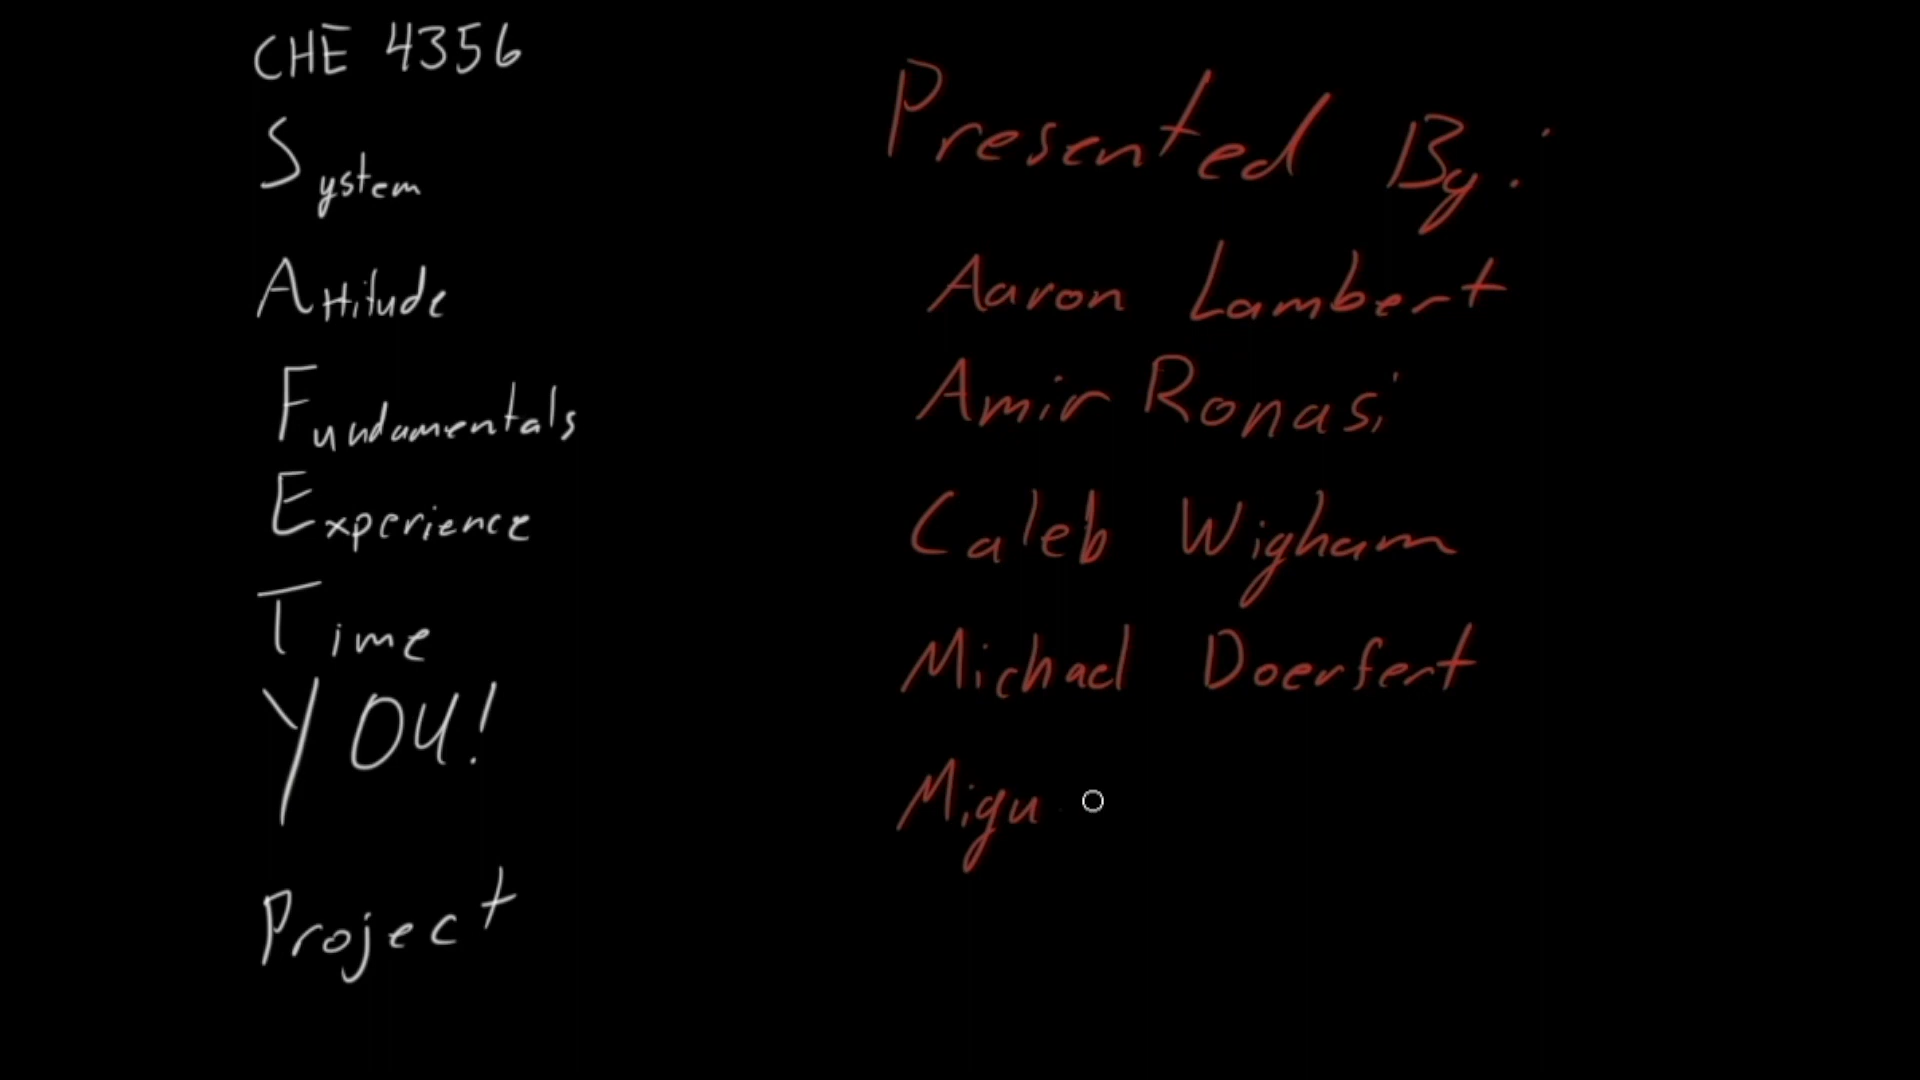 CHE 4356
System
Attitude
Fundamentals
Experience
Time
YOU!
Project
Presented By:
Aaron Lambert
Amir Ronasi
Caleb Wigham
Michael Doerfert
Migu